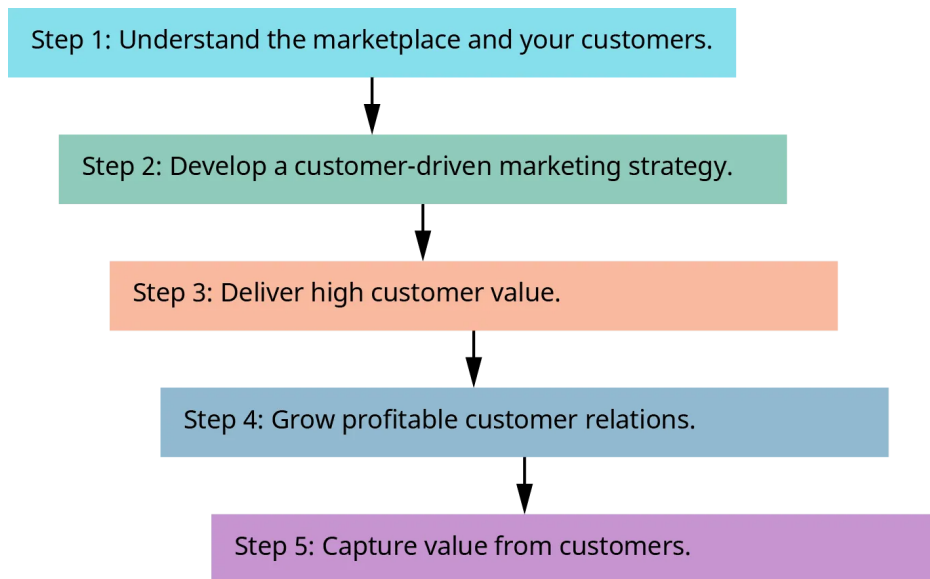 Step 1: Understand the marketplace and your customers.
Step 2: Develop a customer-driven marketing strategy.
Step 3: Deliver high customer value.
Step 4: Grow profitable customer relations.
Step 5: Capture value from customers.